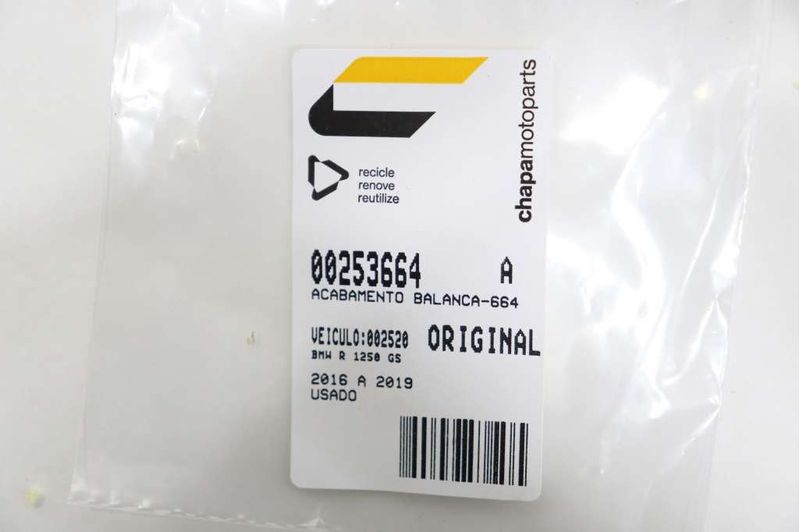 chapamotoparts
recicle
renove
reutilize
00253664 A
ACABAMENTO BALANCA-664
VEICULO:002520 ORIGINAL
BMW R 1250 GS
2016 A 2019
USADO